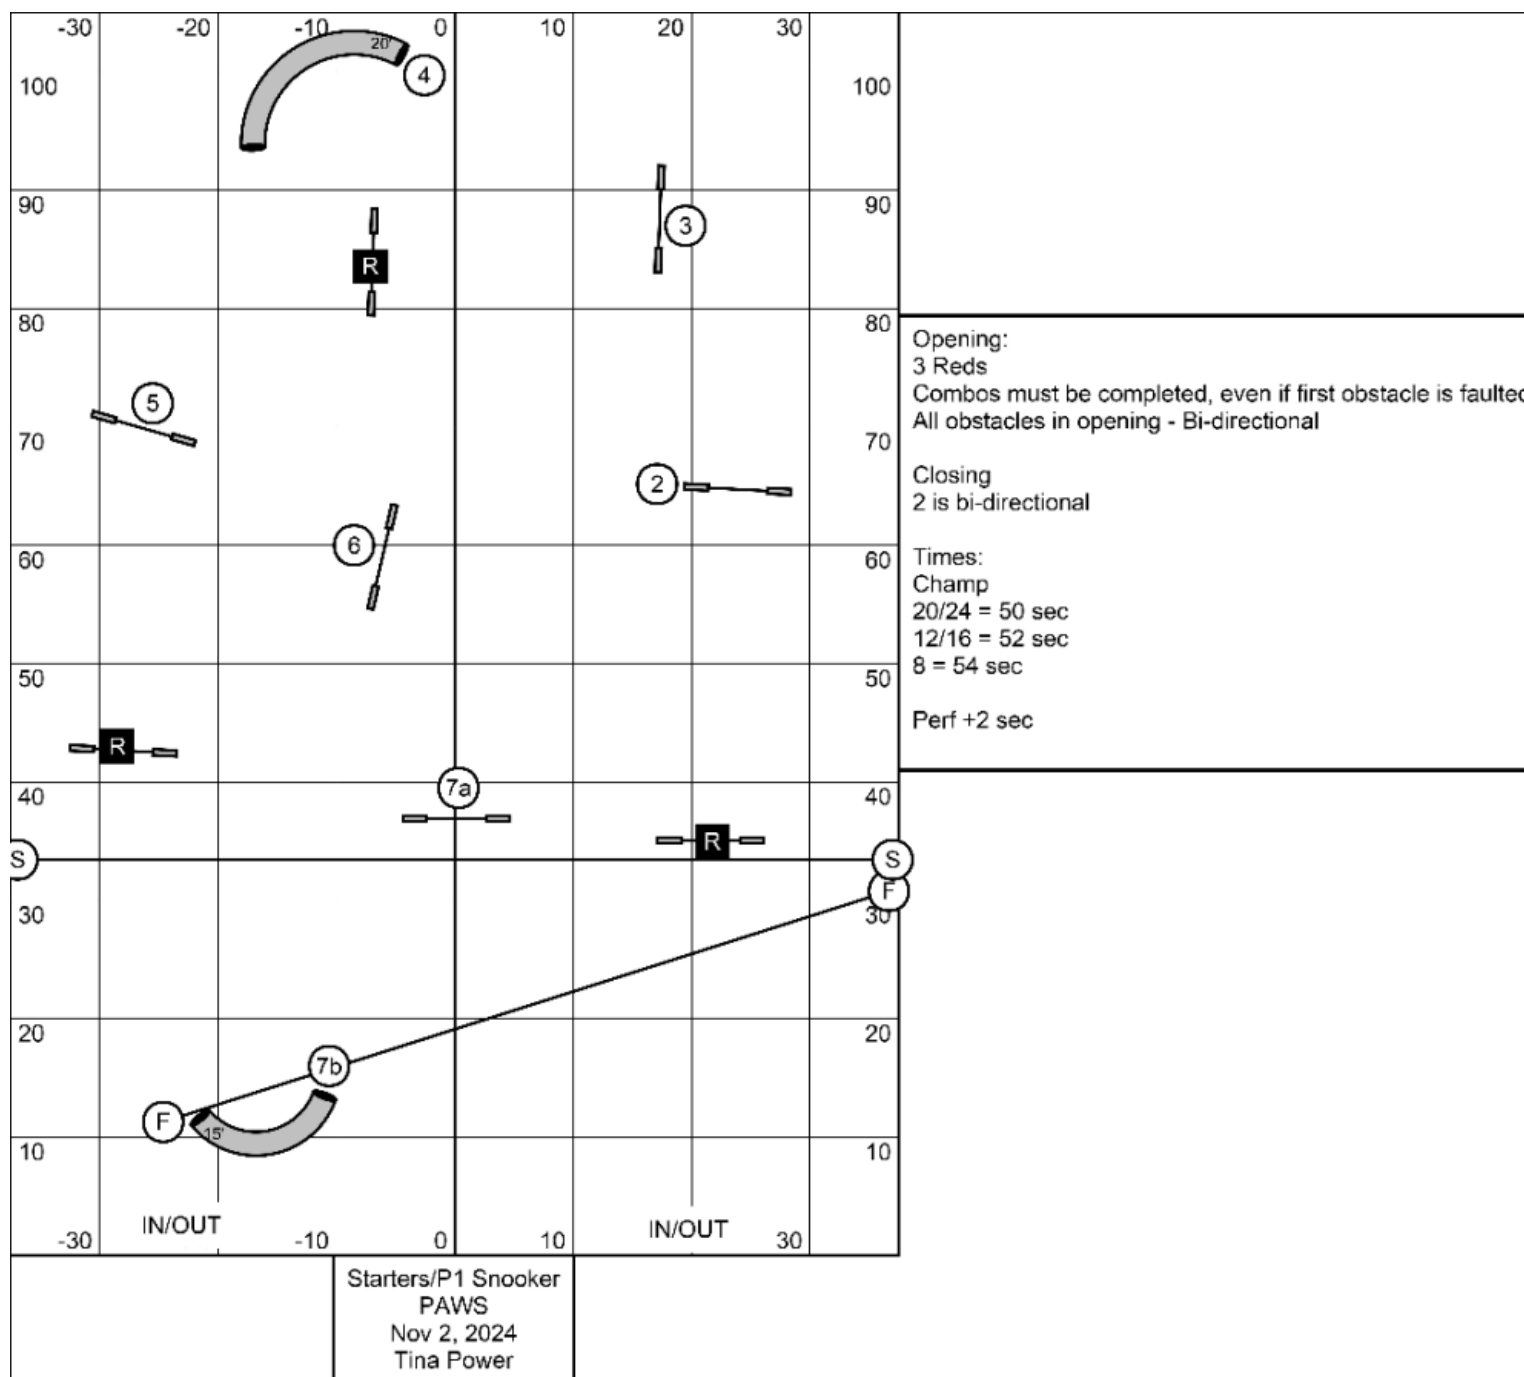 -30 -20 -10 0 10 20 30
20'
4
100 100
90 90
3
R
80 80
5
70 70
2
6
60 60
50 50
R
7a
40 40
R
S S
F
30 30
20 20
7b
F
15'
10 10
IN/OUT IN/OUT
-30 -10 0 10 30
Opening:
3 Reds
Combos must be completed, even if first obstacle is faulted
All obstacles in opening - Bi-directional
Closing
2 is bi-directional
Times:
Champ
20/24 = 50 sec
12/16 = 52 sec
8 = 54 sec
Perf +2 sec
Starters/P1 Snooker
PAWS
Nov 2, 2024
Tina Power